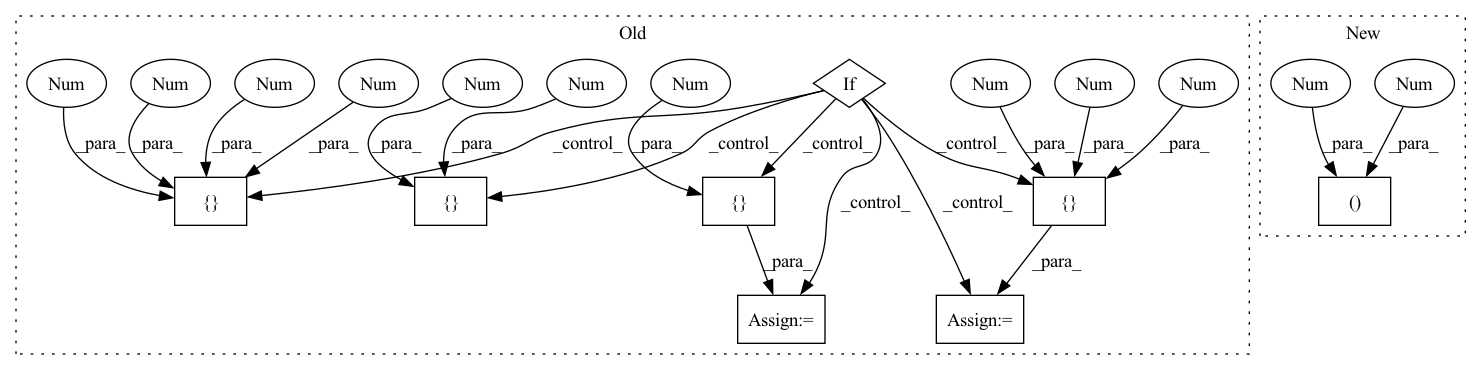 Old New
Num Num Num Num Num Num Num If Num Num Num Num Num
_para_ _para_ _para_ _para_ _para_ _para_ _para_ _control_ _control_ _control_ _control_ _para_ _para_ _para_ _para_ _para_
{} {} {} _control_ _control_ {} ()
_para_ _para_
Assign:= Assign:=